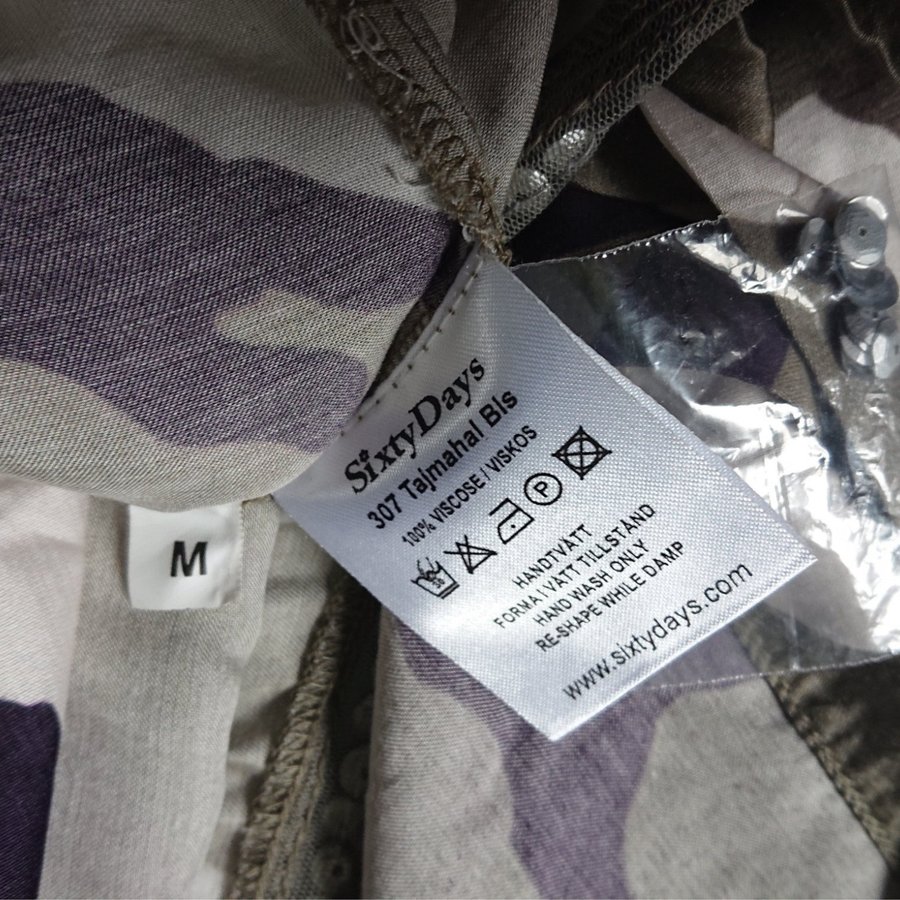 SixtyDays
307 Tajmahal Bls
100% VISCOSE / VISKOS
P
HANDTVÄTT
FORMA I VÅTT TILLSTÅND
HAND WASH ONLY
RE-SHAPE WHILE DAMP
www.sixtydays.com
M